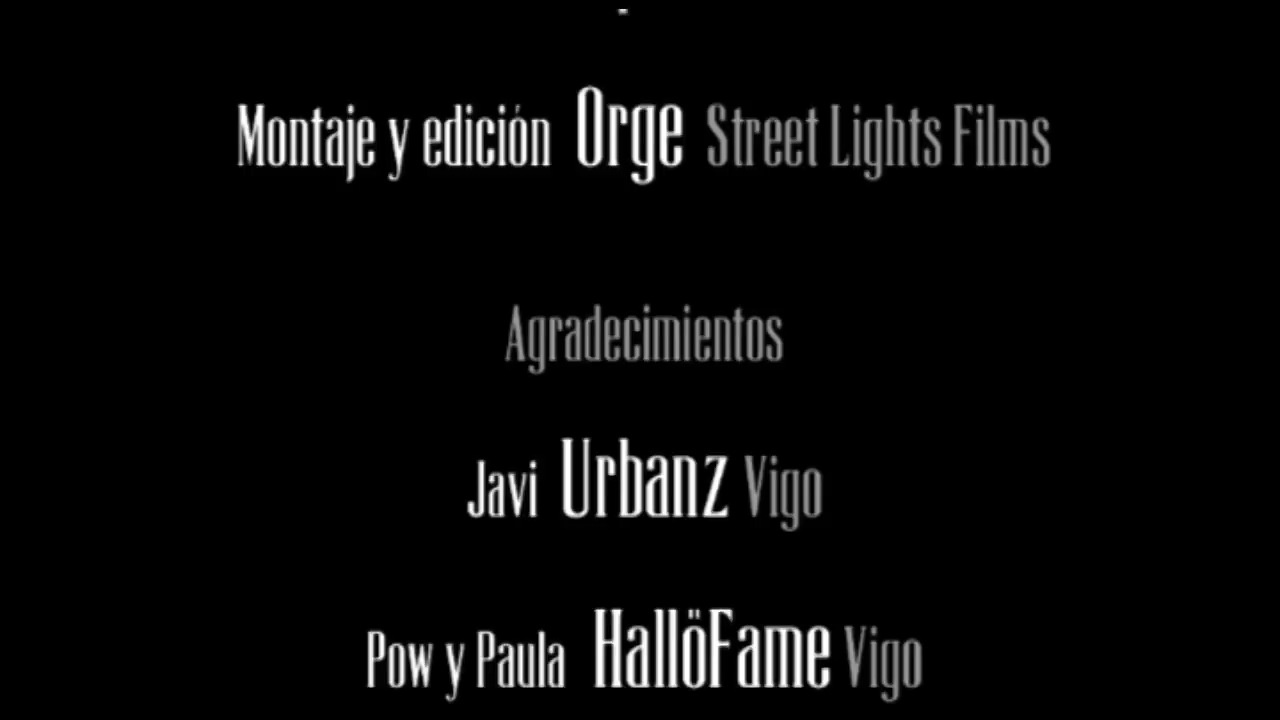 Montaje y edición Orge Street Lights Films
Agradecimientos
Javi Urbanz Vigo
Pow y Paula HallöFame Vigo